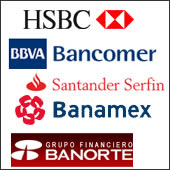 HSBC
BBVA Bancomer
Santander Serfin
Banamex
GRUPO FINANCIERO
BANORTE